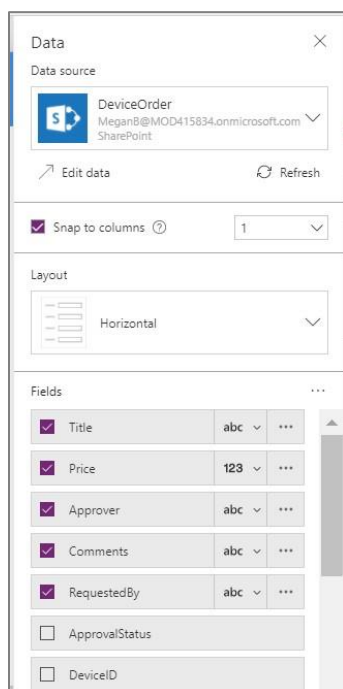 Data
Data source
DeviceOrder
MeganB@MOD415834.onmicrosoft.com
SharePoint
Edit data Refresh
Snap to columns 1
Layout
Horizontal
Fields ...
Title abc ...
Price 123 ...
Approver abc ...
Comments abc ...
RequestedBy abc ...
ApprovalStatus
DeviceID